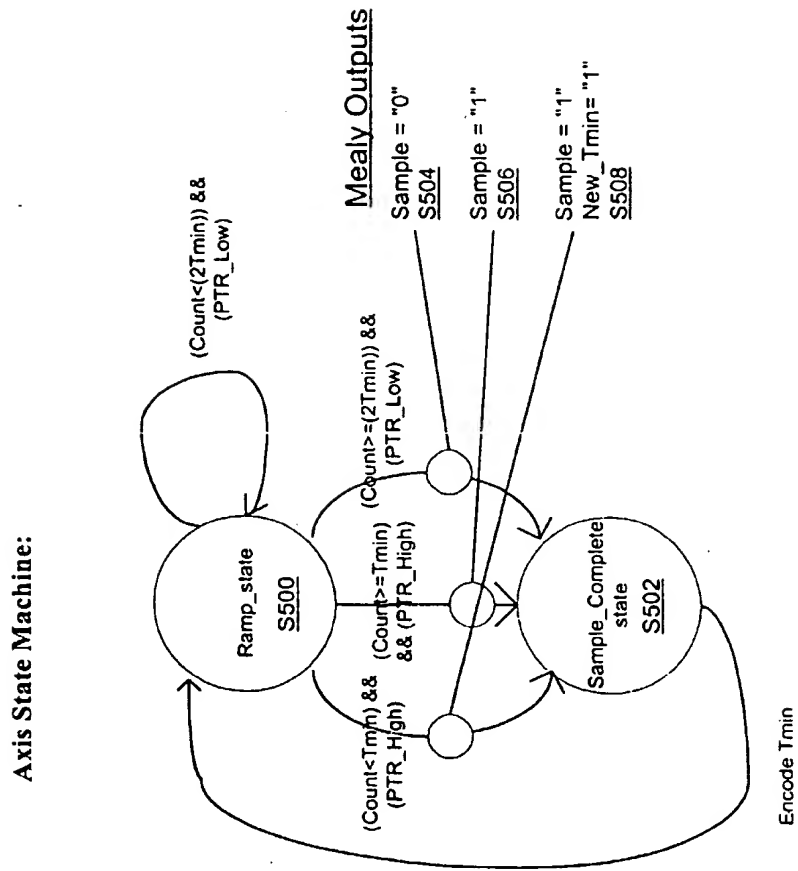 Axis State Machine:
(Count<(2Tmin)) &&
(PTR_Low)
Ramp_state
S500
(Count<Tmin) &&
(PTR_High)
(Count>=Tmin)
&& (PTR_High)
(Count>=(2Tmin)) &&
(PTR_Low)
Mealy Outputs
Sample = "0"
S504
Sample = "1"
S506
Sample = "1"
New_Tmin= "1"
S508
Sample_Complete
state
S502
Encode Tmin